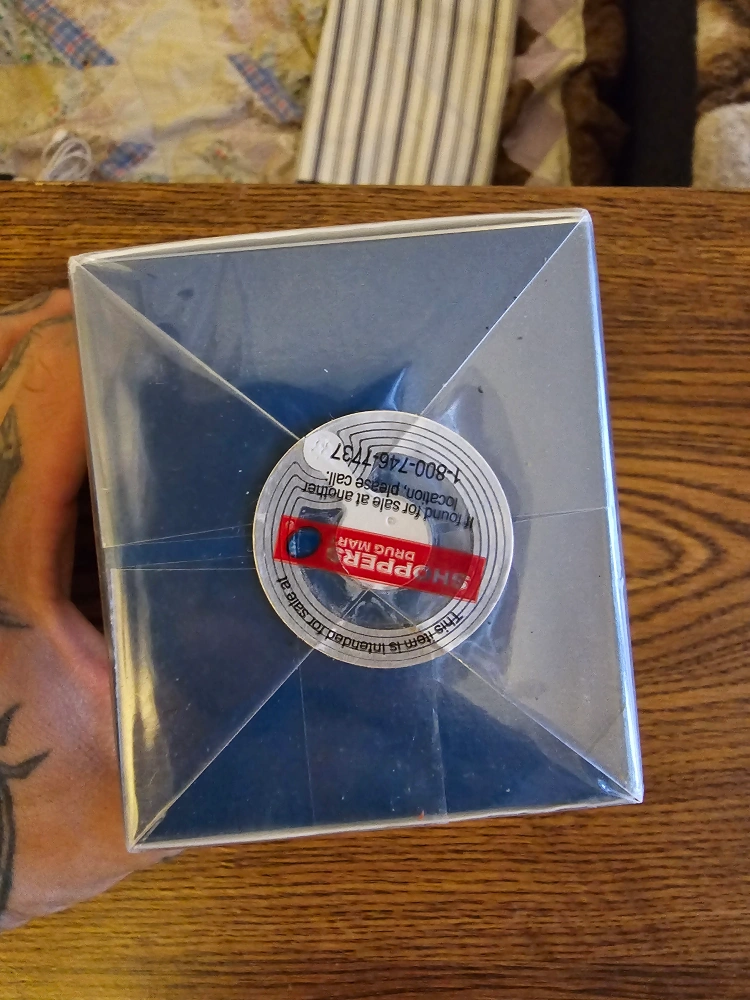 This item is intended for sale at
SHOPPERS
DRUG MAR
If found for sale at another
location, please call:
1-800-746-7737